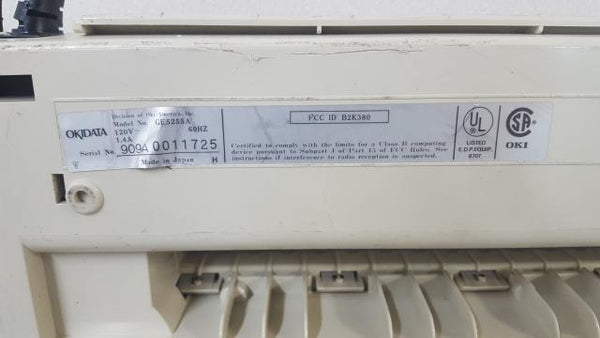 OKIDATA
Division of Oki America, Inc.
Model No. GE5255A
120V~ 60HZ
1.4A
Serial No. 909A 0011725
Made in Japan H
FCC ID B2K380
Certified to comply with the limits for a Class B computing
device pursuant to Subpart J of Part 15 of FCC Rules. See
instructions if interference to radio reception is suspected.
UL
LISTED
E.D.P. EQUIP.
870Z
SA
OKI